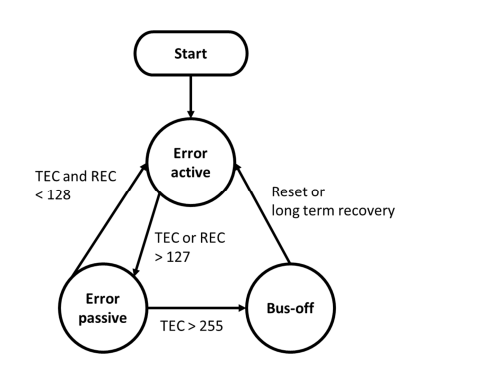 Start
Error
active
TEC and REC
< 128
Reset or
long term recovery
TEC or REC
> 127
Error
passive
Bus-off
TEC > 255